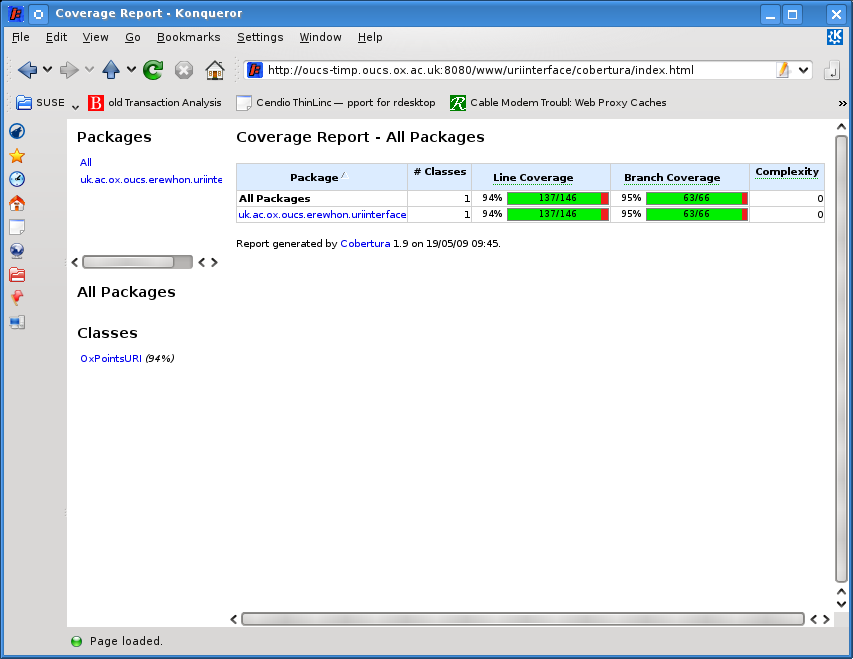 Coverage Report - Konqueror
File Edit View Go Bookmarks Settings Window Help
http://oucs-timp.oucs.ox.ac.uk:8080/www/uriinterface/cobertura/index.html
SUSE old Transaction Analysis Cendio ThinLinc — pport for rdesktop Cable Modem Troubl: Web Proxy Caches »
Packages
All
uk.ac.ox.oucs.erewhon.uriinte
All Packages
Classes
OxPointsURI (94%)
Coverage Report - All Packages
Package # Classes Line Coverage Branch Coverage Complexity
All Packages 1 94% 137/146 95% 63/66 0
uk.ac.ox.oucs.erewhon.uriinterface 1 94% 137/146 95% 63/66 0
Report generated by Cobertura 1.9 on 19/05/09 09:45.
Page loaded.